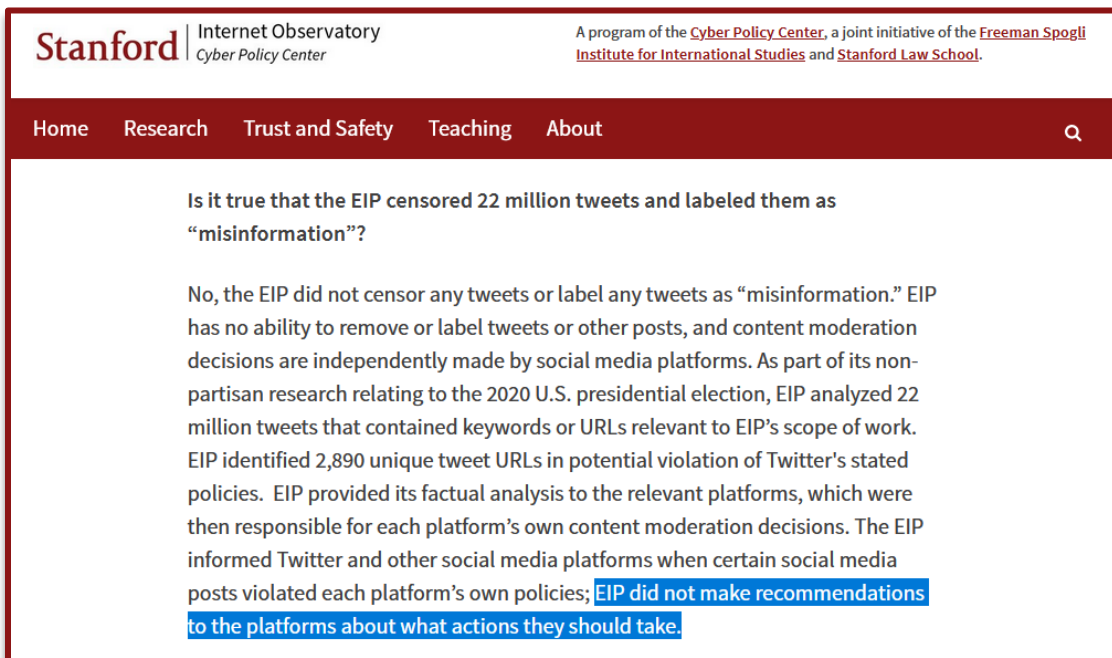 Stanford
Internet Observatory
Cyber Policy Center
A program of the Cyber Policy Center, a joint initiative of the Freeman Spogli
Institute for International Studies and Stanford Law School.
Home Research Trust and Safety Teaching About
Is it true that the EIP censored 22 million tweets and labeled them as
“misinformation”?
No, the EIP did not censor any tweets or label any tweets as “misinformation.” EIP
has no ability to remove or label tweets or other posts, and content moderation
decisions are independently made by social media platforms. As part of its non-
partisan research relating to the 2020 U.S. presidential election, EIP analyzed 22
million tweets that contained keywords or URLs relevant to EIP’s scope of work.
EIP identified 2,890 unique tweet URLs in potential violation of Twitter's stated
policies.  EIP provided its factual analysis to the relevant platforms, which were
then responsible for each platform’s own content moderation decisions. The EIP
informed Twitter and other social media platforms when certain social media
posts violated each platform’s own policies; EIP did not make recommendations
to the platforms about what actions they should take.